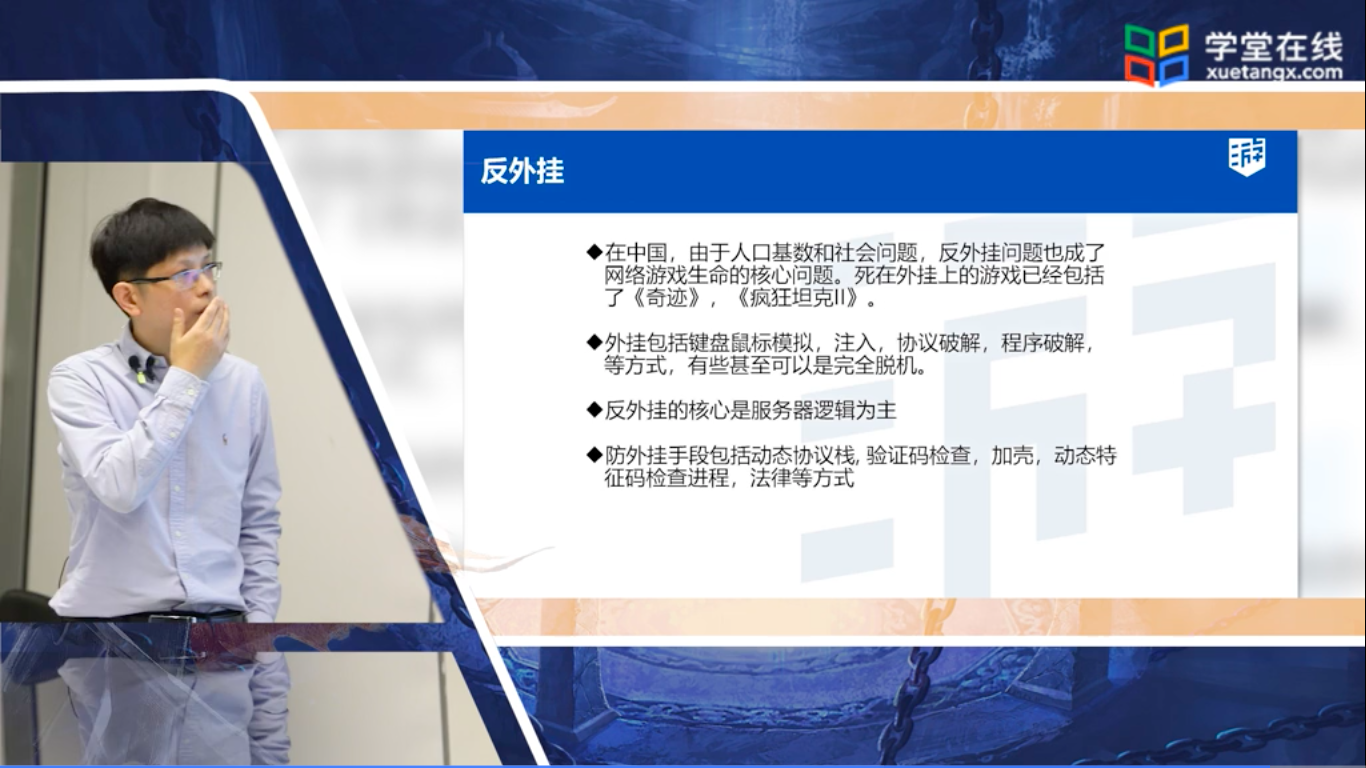 学堂在线
xuetangx.com
反外挂
◆在中国，由于人口基数和社会问题，反外挂问题也成了
网络游戏生命的核心问题。死在外挂上的游戏已经包括
了《奇迹》，《疯狂坦克II》。
◆外挂包括键盘鼠标模拟，注入，协议破解，程序破解，
等方式，有些甚至可以是完全脱机。
◆反外挂的核心是服务器逻辑为主
◆防外挂手段包括动态协议栈, 验证码检查，加壳，动态特
征码检查进程，法律等方式